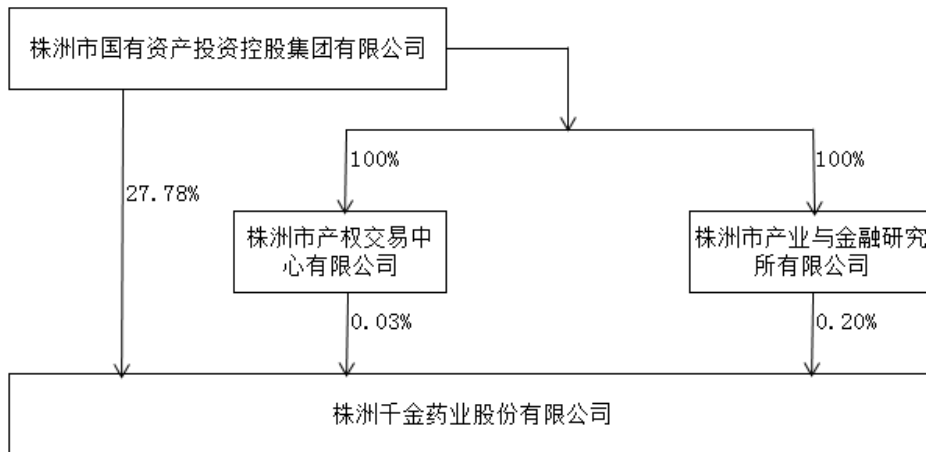 株洲市国有资产投资控股集团有限公司
100%
100%
27.78%
株洲市产权交易中
心有限公司
株洲市产业与金融研究
所有限公司
0.03%
0.20%
株洲千金药业股份有限公司